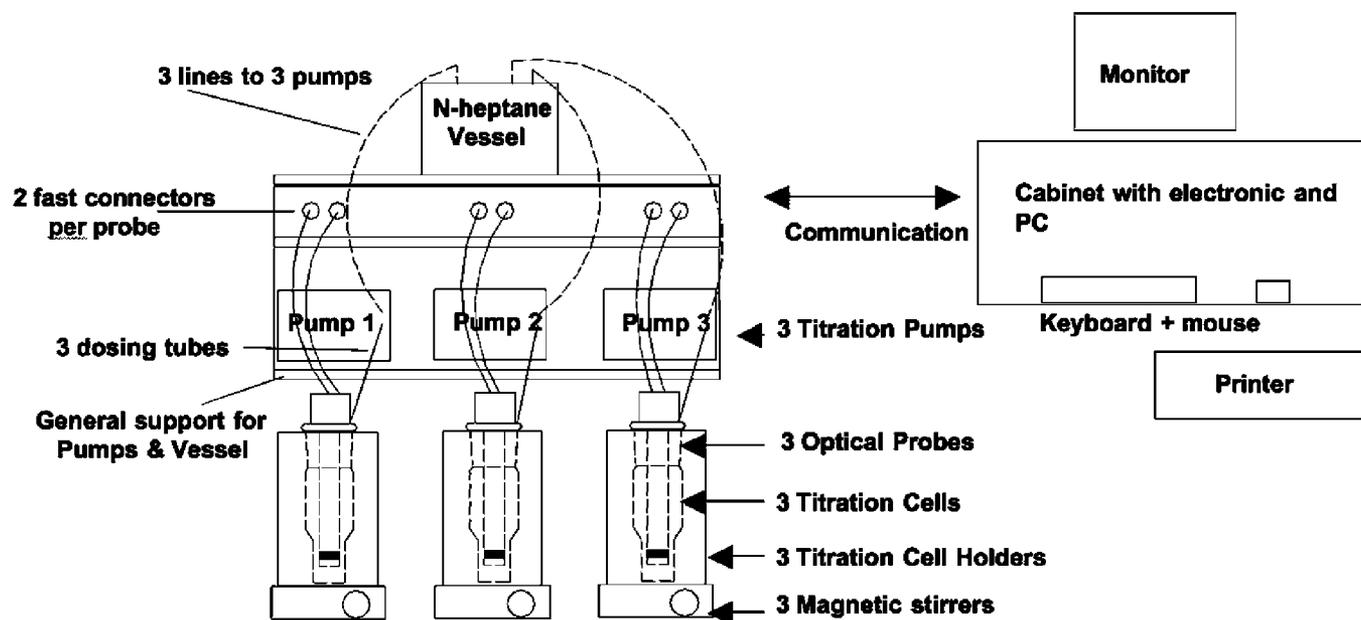 Monitor
3 lines to 3 pumps
N-heptane
Vessel
2 fast connectors
per probe
Cabinet with electronic and
PC
Communication
Pump 1
Pump 2
Pump 3
3 Titration Pumps
Keyboard + mouse
3 dosing tubes
Printer
General support for
Pumps & Vessel
3 Optical Probes
3 Titration Cells
3 Titration Cell Holders
3 Magnetic stirrers